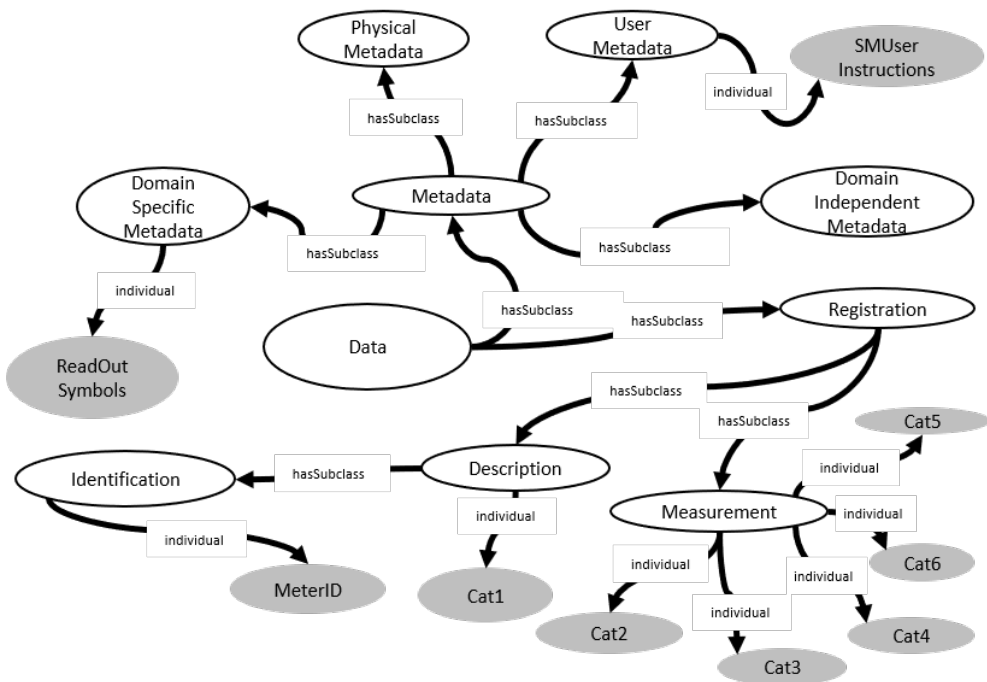 Physical
Metadata
User
Metadata
SMUser
Instructions
individual
hasSubclass
hasSubclass
Domain
Specific
Metadata
Metadata
Domain
Independent
Metadata
hasSubclass
hasSubclass
individual
hasSubclass
hasSubclass
Registration
Data
ReadOut
Symbols
hasSubclass
hasSubclass
Cat5
Identification
hasSubclass
Description
individual
Measurement
individual
individual
individual
individual
individual
Cat6
MeterID
Cat1
individual
individual
Cat2
Cat4
Cat3